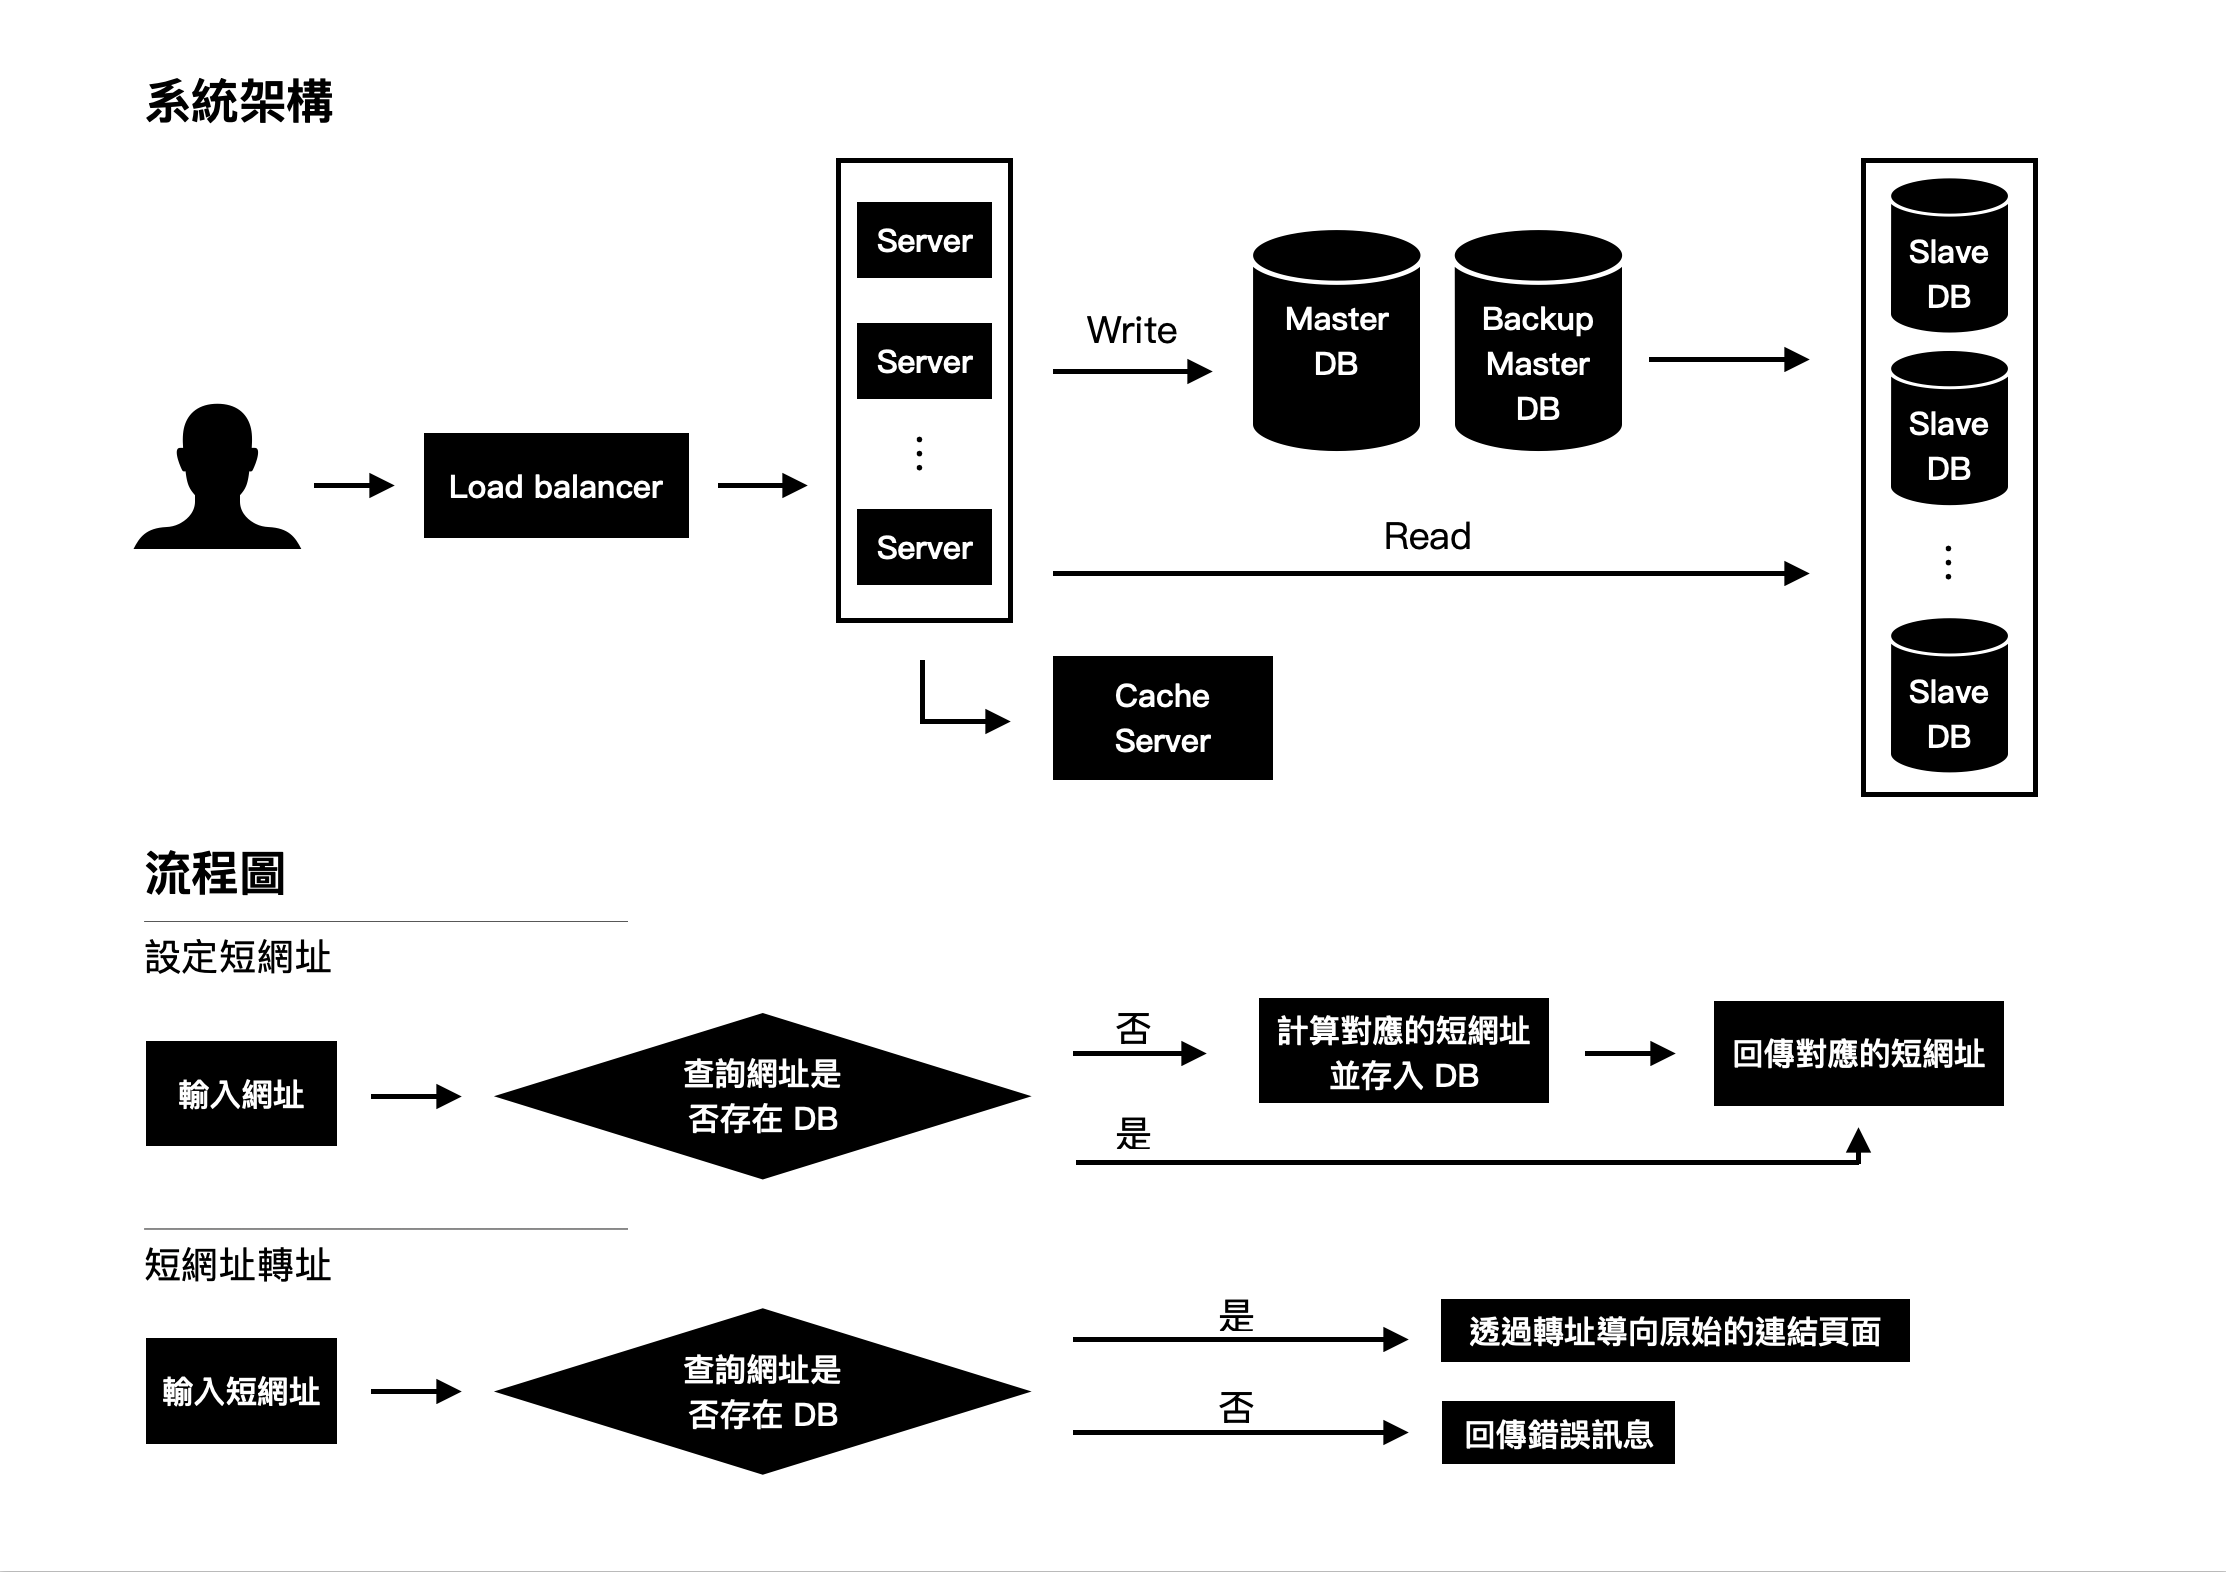 系統架構
Server
Server
⋮
Server
Load balancer
Write
Master
DB
Backup
Master
DB
Read
Slave
DB
Slave
DB
⋮
Slave
DB
Cache
Server
流程圖
設定短網址
輸入網址
查詢網址是
否存在 DB
否
計算對應的短網址
並存入 DB
回傳對應的短網址
是
短網址轉址
輸入短網址
查詢網址是
否存在 DB
是
透過轉址導向原始的連結頁面
否
回傳錯誤訊息